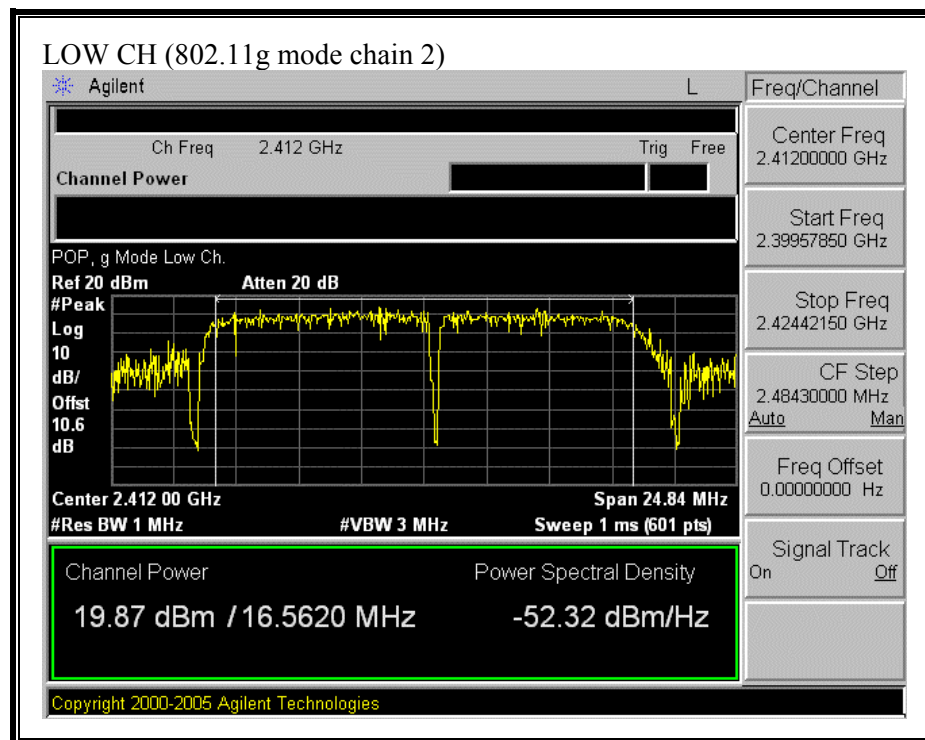 LOW CH (802.11g mode chain 2)
Agilent L Freq/Channel
Ch Freq 2.412 GHz Trig Free
Channel Power
POP, g Mode Low Ch.
Ref 20 dBm Atten 20 dB
#Peak
Log
10
dB/
Offst
10.6
dB
Center 2.412 00 GHz Span 24.84 MHz
#Res BW 1 MHz #VBW 3 MHz Sweep 1 ms (601 pts)
Channel Power Power Spectral Density
19.87 dBm / 16.5620 MHz -52.32 dBm/Hz
Copyright 2000-2005 Agilent Technologies
Center Freq
2.41200000 GHz
Start Freq
2.39957850 GHz
Stop Freq
2.42442150 GHz
CF Step
2.48430000 MHz
Auto Man
Freq Offset
0.00000000 Hz
Signal Track
On Off